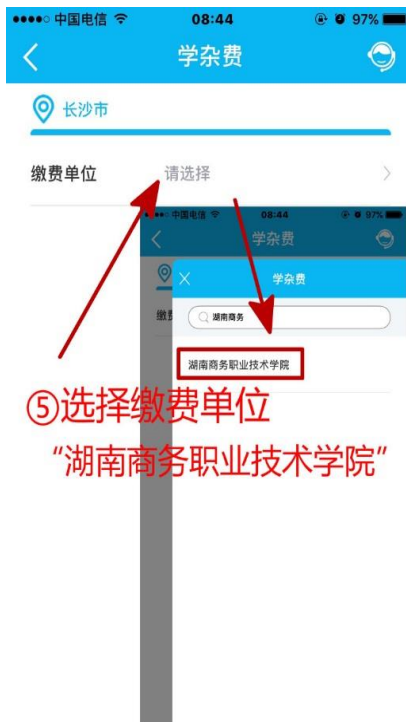 中国电信 08:44 97%
学杂费
长沙市
缴费单位 请选择
中国电信 08:44 97%
学杂费
学杂费
缴费
湖南商务
湖南商务职业技术学院
⑤选择缴费单位
“湖南商务职业技术学院”